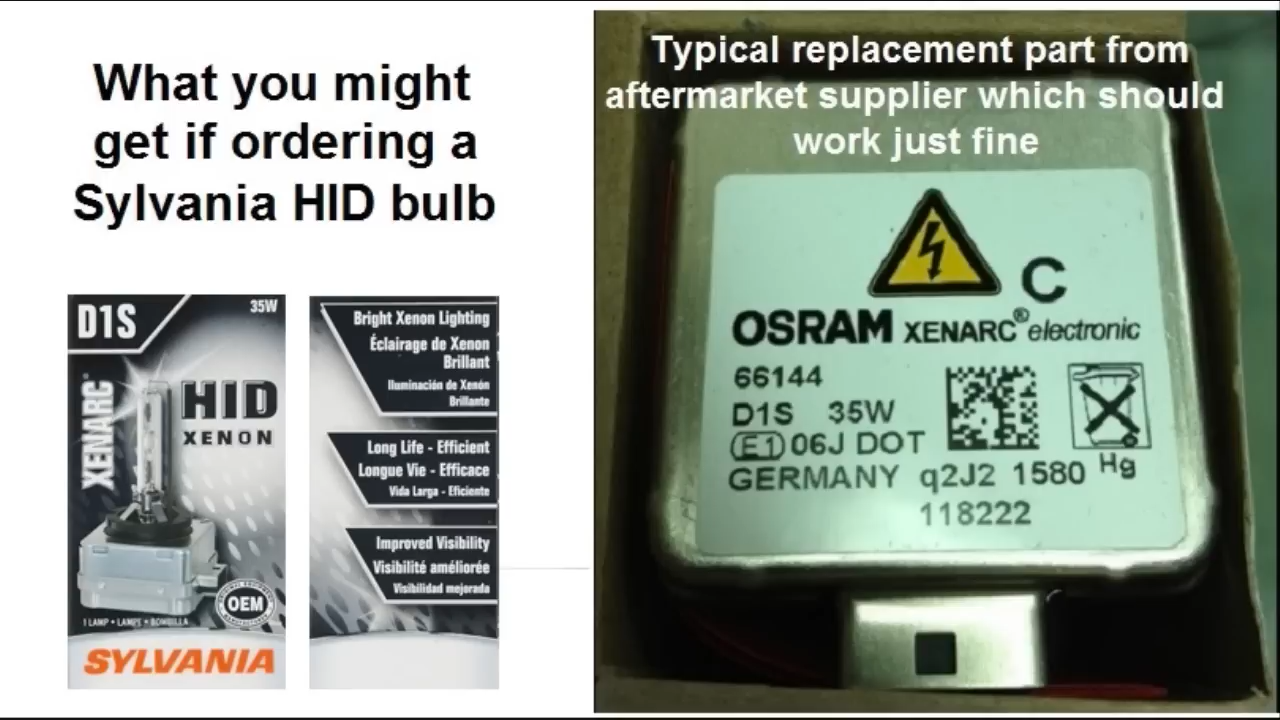 What you might
get if ordering a
Sylvania HID bulb
D1S
35W
XENARC®
HID
XENON
OEM
1 LAMP • LAMPE • BOMBILLA
SYLVANIA
Bright Xenon Lighting
Éclairage de Xenon
Brillant
Iluminación de Xenón
Brillante
Long Life - Efficient
Longue Vie - Efficace
Vida Larga - Eficiente
Improved Visibility
Visibilité améliorée
Visibilidad mejorada
Typical replacement part from
aftermarket supplier which should
work just fine
C
OSRAM XENARC® electronic
66144
D1S 35W
E1 06J DOT
GERMANY q2J2 1580
118222
Hg